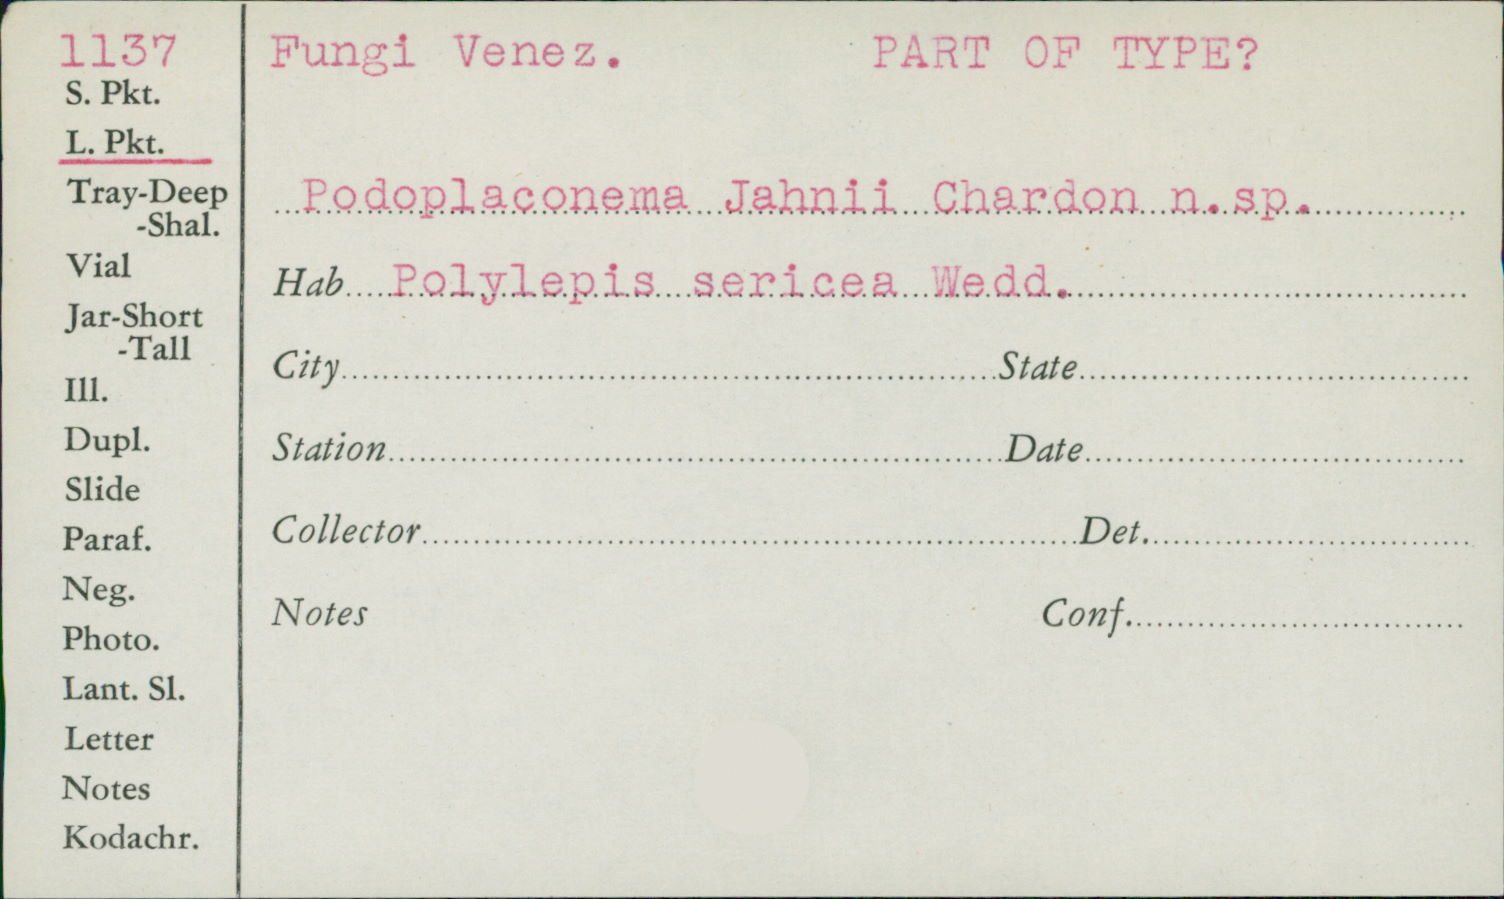 1137
Fungi Venez. PART OF TYPE?
S. Pkt.
L. Pkt.
Tray-Deep
-Shal.
Vial
Jar-Short
-Tall
Ill.
Dupl.
Slide
Paraf.
Neg.
Photo.
Lant. Sl.
Letter
Notes
Kodachr.
Podoplaconema Jahnii Chardon n.sp.
Hab Polylepis sericea Wedd.
City State
Station Date
Collector Det.
Notes Conf.